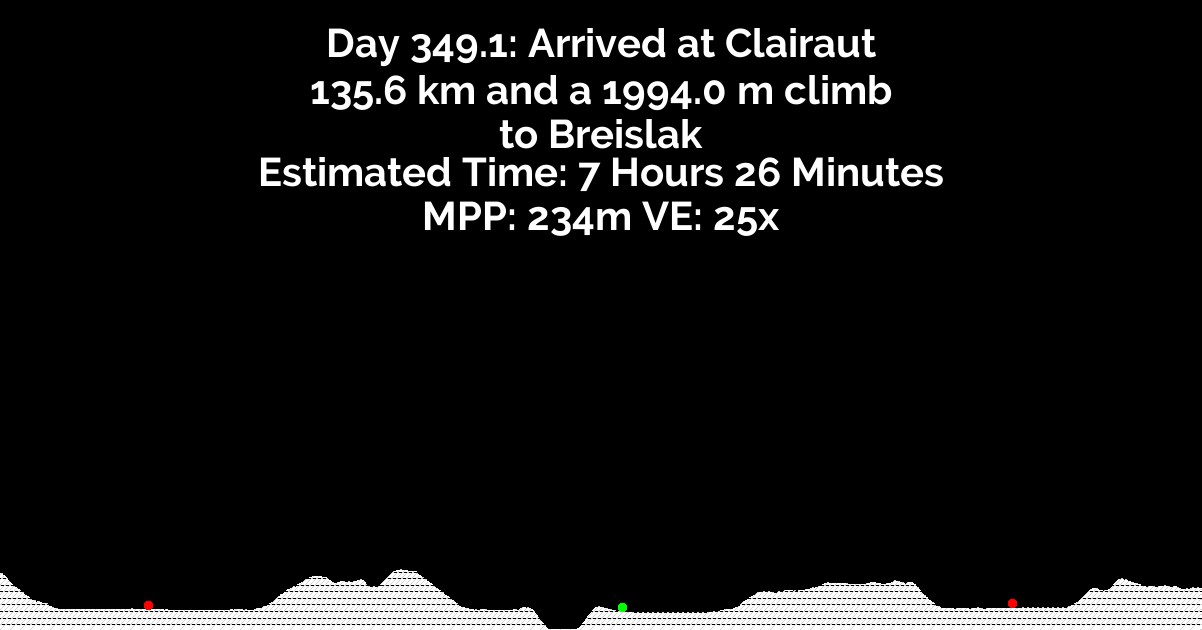 Day 349.1: Arrived at Clairaut
135.6 km and a 1994.0 m climb
to Breislak
Estimated Time: 7 Hours 26 Minutes
MPP: 234m VE: 25x